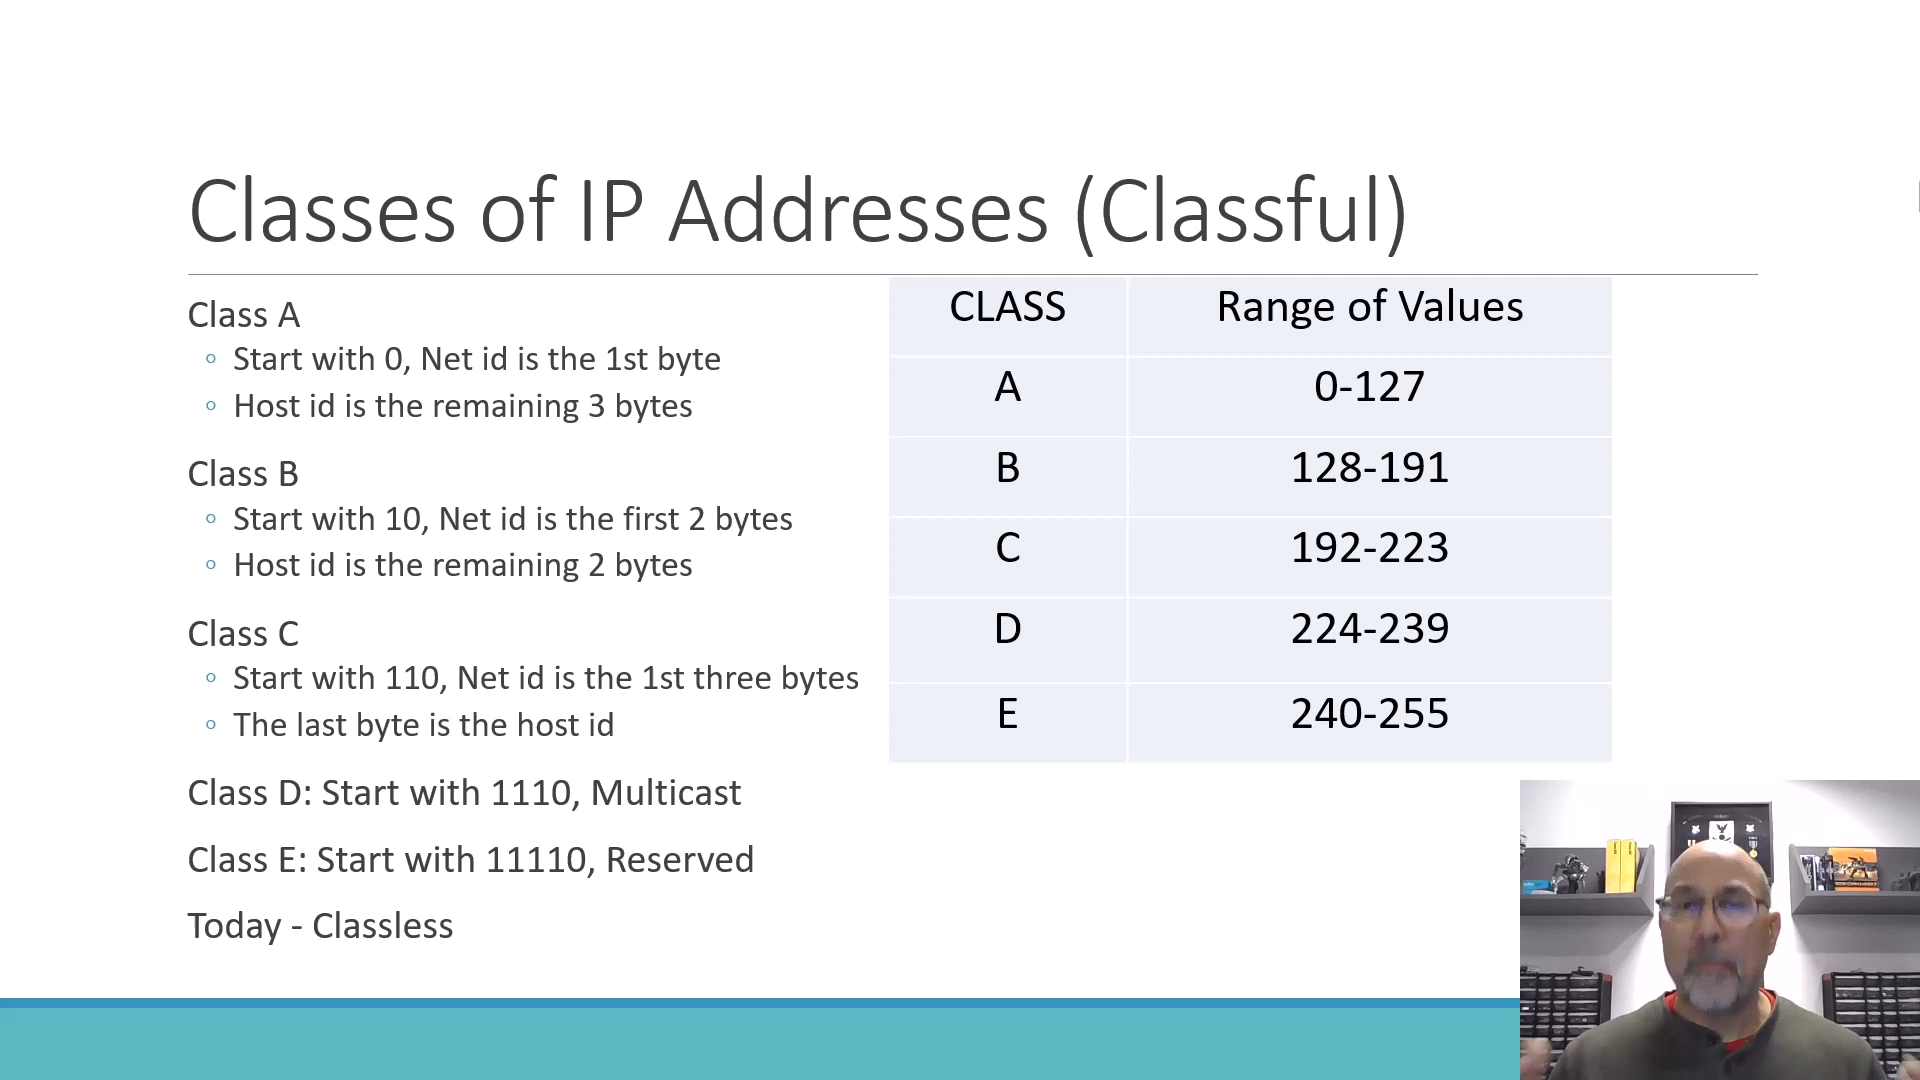 Classes of IP Addresses (Classful)
Class A
◦ Start with 0, Net id is the 1st byte
◦ Host id is the remaining 3 bytes
Class B
◦ Start with 10, Net id is the first 2 bytes
◦ Host id is the remaining 2 bytes
Class C
◦ Start with 110, Net id is the 1st three bytes
◦ The last byte is the host id
Class D: Start with 1110, Multicast
Class E: Start with 11110, Reserved
Today - Classless
CLASS Range of Values
A 0-127
B 128-191
C 192-223
D 224-239
E 240-255